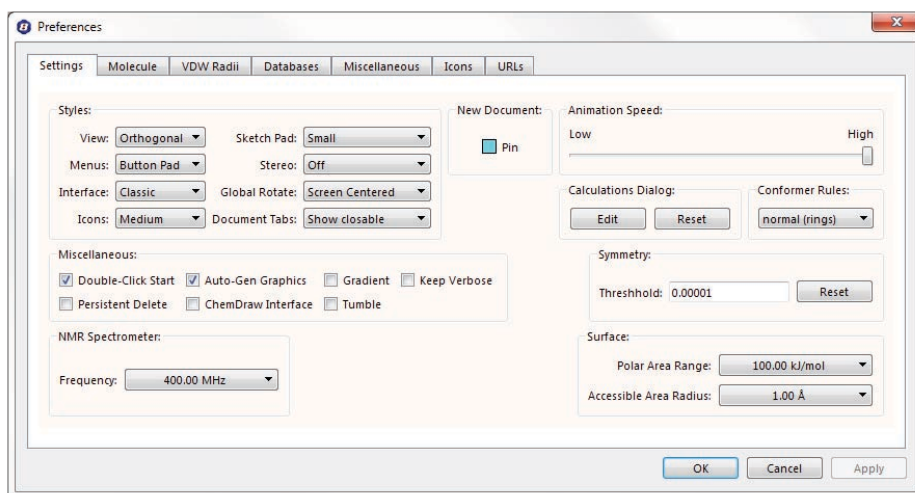 Preferences
Settings Molecule VDW Radii Databases Miscellaneous Icons URLs
Styles:
View: Orthogonal Sketch Pad: Small
Menus: Button Pad Stereo: Off
Interface: Classic Global Rotate: Screen Centered
Icons: Medium Document Tabs: Show closable
New Document:
Pin
Animation Speed:
Low High
Calculations Dialog:
Edit Reset
Conformer Rules:
normal (rings)
Miscellaneous:
Double-Click Start Auto-Gen Graphics Gradient Keep Verbose
Persistent Delete ChemDraw Interface Tumble
Symmetry:
Threshhold: 0.00001 Reset
NMR Spectrometer:
Frequency: 400.00 MHz
Surface:
Polar Area Range: 100.00 kJ/mol
Accessible Area Radius: 1.00 Å
OK Cancel Apply